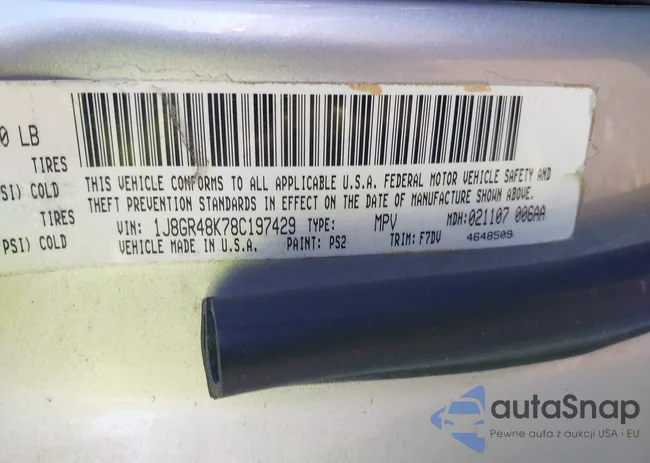 0 LB
TIRES
SI) COLD
TIRES
PSI) COLD
THIS VEHICLE CONFORMS TO ALL APPLICABLE U.S.A. FEDERAL MOTOR VEHICLE SAFETY AND
THEFT PREVENTION STANDARDS IN EFFECT ON THE DATE OF MANUFACTURE SHOWN ABOVE.
VIN: 1J8GR48K78C197429 TYPE: MPV MDH: 021107 006AA
VEHICLE MADE IN U.S.A. PAINT: PS2 TRIM: F7DV 4648509
autoSnap
Pewne auta z aukcji USA i EU